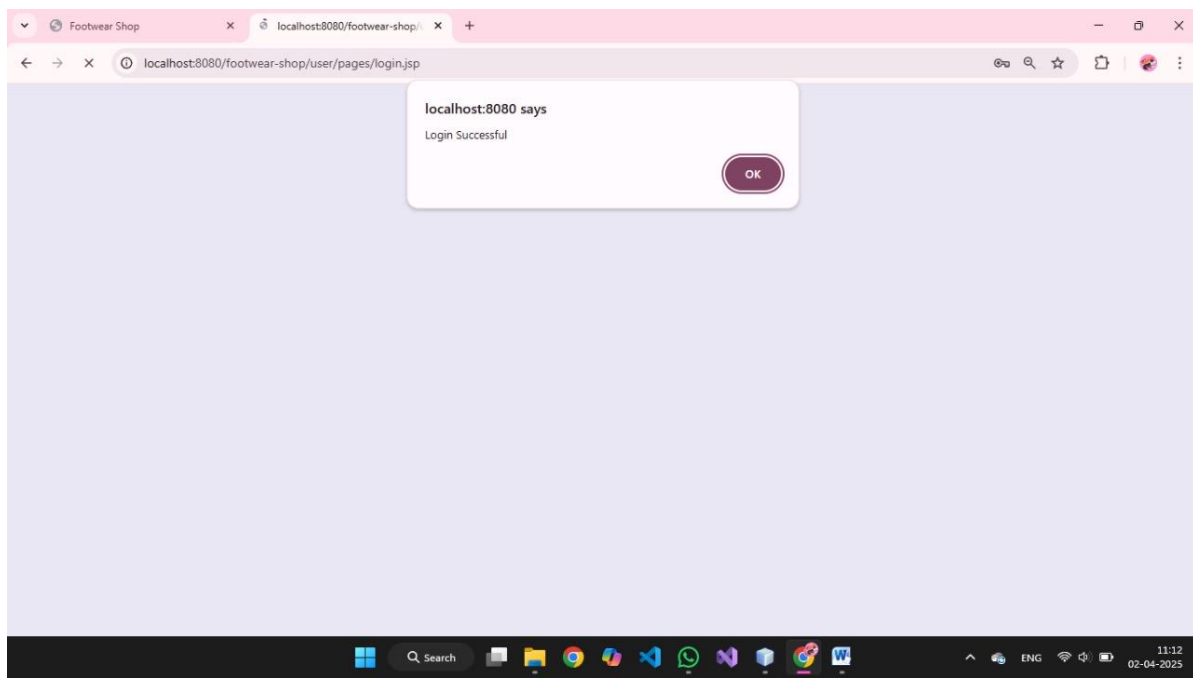 Footwear Shop
localhost:8080/footwear-shop/
localhost:8080/footwear-shop/user/pages/login.jsp
localhost:8080 says
Login Successful
OK
Search
ENG
11:12
02-04-2025